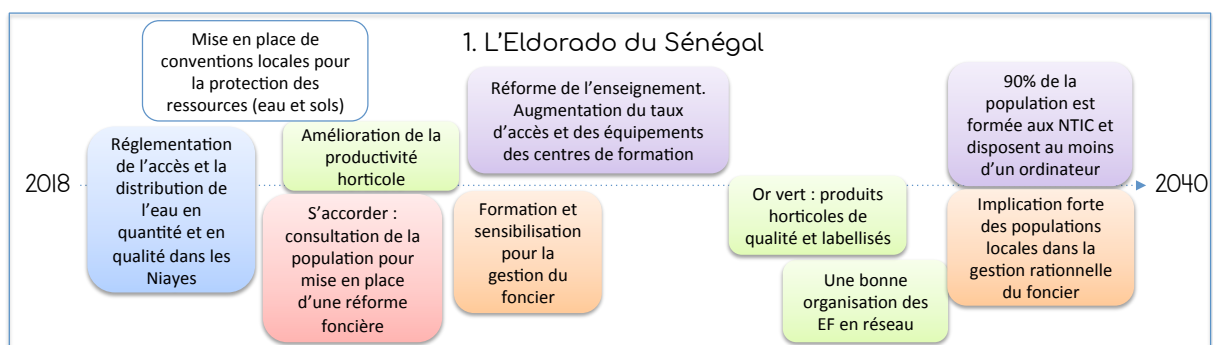 1. L’Eldorado du Sénégal
Mise en place de
conventions locales pour
la protection des
ressources (eau et sols)
Réglementation
de l’accès et la
distribution de
l’eau en
quantité et en
qualité dans les
Niayes
Amélioration de la
productivité
horticole
S’accorder :
consultation de la
population pour
mise en place
d’une réforme
foncière
Réforme de l’enseignement.
Augmentation du taux
d’accès et des équipements
des centres de formation
Formation et
sensibilisation
pour la
gestion du
foncier
Or vert : produits
horticoles de
qualité et labellisés
Une bonne
organisation des
EF en réseau
90% de la
population est
formée aux NTIC et
disposent au moins
d’un ordinateur
Implication forte
des populations
locales dans la
gestion rationnelle
du foncier
2018
2040